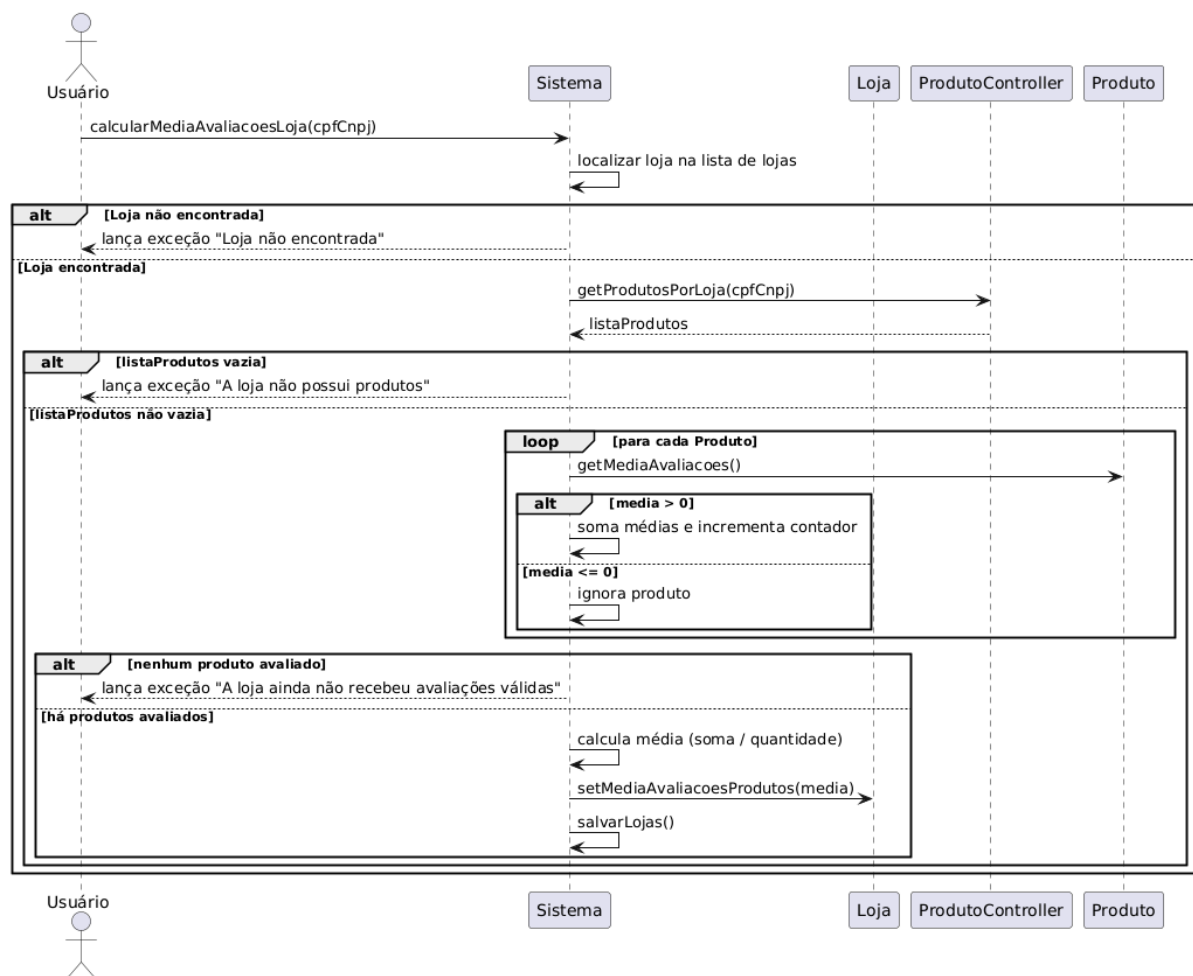 Usuário
Sistema
Loja
ProdutoController
Produto
calcularMediaAvaliacoesLoja(cpfCnpj)
localizar loja na lista de lojas
alt
[Loja não encontrada]
lança exceção "Loja não encontrada"
[Loja encontrada]
getProdutosPorLoja(cpfCnpj)
listaProdutos
alt
[listaProdutos vazia]
lança exceção "A loja não possui produtos"
[listaProdutos não vazia]
loop
[para cada Produto]
getMediaAvaliacoes()
alt
[media > 0]
soma médias e incrementa contador
[media <= 0]
ignora produto
alt
[nenhum produto avaliado]
lança exceção "A loja ainda não recebeu avaliações válidas"
[há produtos avaliados]
calcula média (soma / quantidade)
setMediaAvaliacoesProdutos(media)
salvarLojas()
Usuário
Sistema
Loja
ProdutoController
Produto